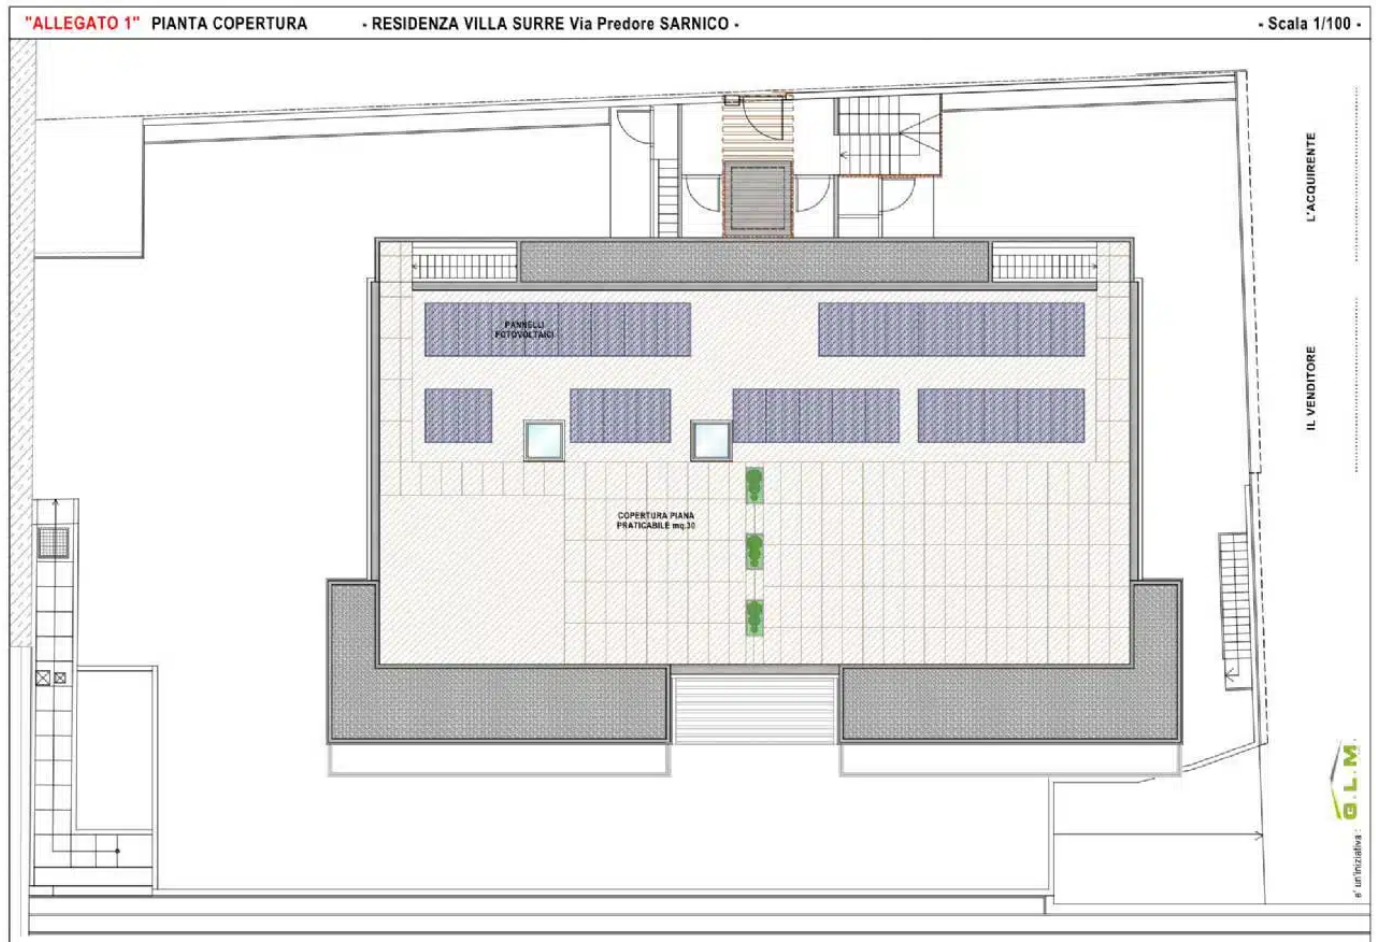 "ALLEGATO 1" PIANTA COPERTURA - RESIDENZA VILLA SURRE Via Predore SARNICO - - Scala 1/100 -
L'ACQUIRENTE
IL VENDITORE
PANNELLI
FOTOVOLTAICI
COPERTURA PIANA
PRATICABILE mq.30
G.L.M.
e' un'iniziativa :